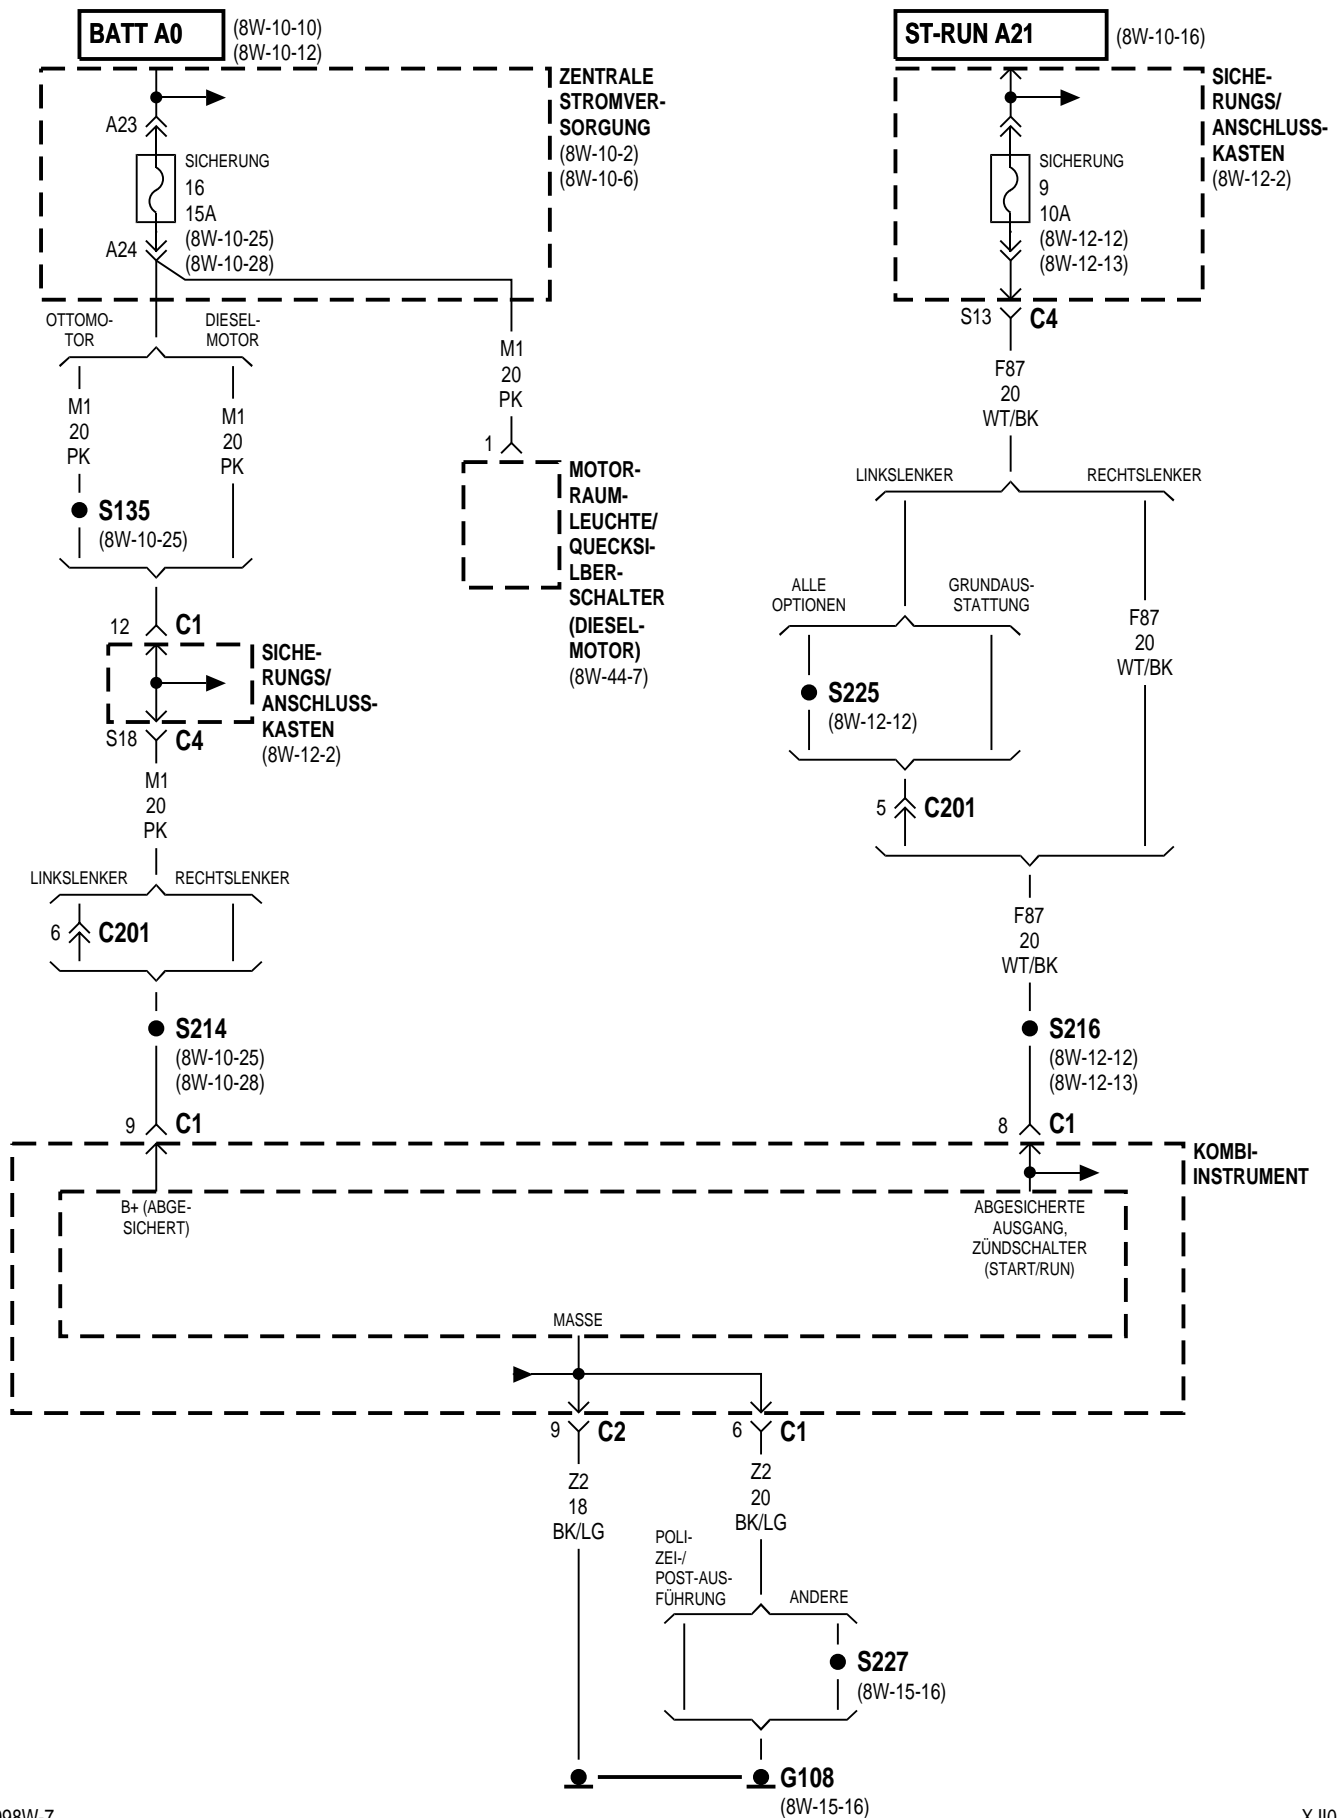 BATT A0
(8W-10-10)
(8W-10-12)
ZENTRALE
STROMVER-
SORGUNG
(8W-10-2)
(8W-10-6)
A23
SICHERUNG
16
15A
(8W-10-25)
(8W-10-28)
A24
OTTOMO-
TOR
DIESEL-
MOTOR
M1
20
PK
M1
20
PK
M1
20
PK
S135
(8W-10-25)
1
MOTOR-
RAUM-
LEUCHTE/
QUECKSI-
LBER-
SCHALTER
(DIESEL-
MOTOR)
(8W-44-7)
12
C1
SICHE-
RUNGS/
ANSCHLUSS-
KASTEN
(8W-12-2)
S18
C4
M1
20
PK
LINKSLENKER
RECHTSLENKER
6
C201
S214
(8W-10-25)
(8W-10-28)
9
C1
ST-RUN A21
(8W-10-16)
SICHE-
RUNGS/
ANSCHLUSS-
KASTEN
(8W-12-2)
SICHERUNG
9
10A
(8W-12-12)
(8W-12-13)
S13
C4
F87
20
WT/BK
LINKSLENKER
RECHTSLENKER
ALLE
OPTIONEN
GRUNDAUS-
STATTUNG
S225
(8W-12-12)
F87
20
WT/BK
5
C201
F87
20
WT/BK
S216
(8W-12-12)
(8W-12-13)
8
C1
KOMBI-
INSTRUMENT
B+ (ABGE-
SICHERT)
ABGESICHERTE
AUSGANG,
ZÜNDSCHALTER
(START/RUN)
MASSE
9
C2
6
C1
Z2
18
BK/LG
Z2
20
BK/LG
POLI-
ZEI-/
POST-AUS-
FÜHRUNG
ANDERE
S227
(8W-15-16)
G108
(8W-15-16)